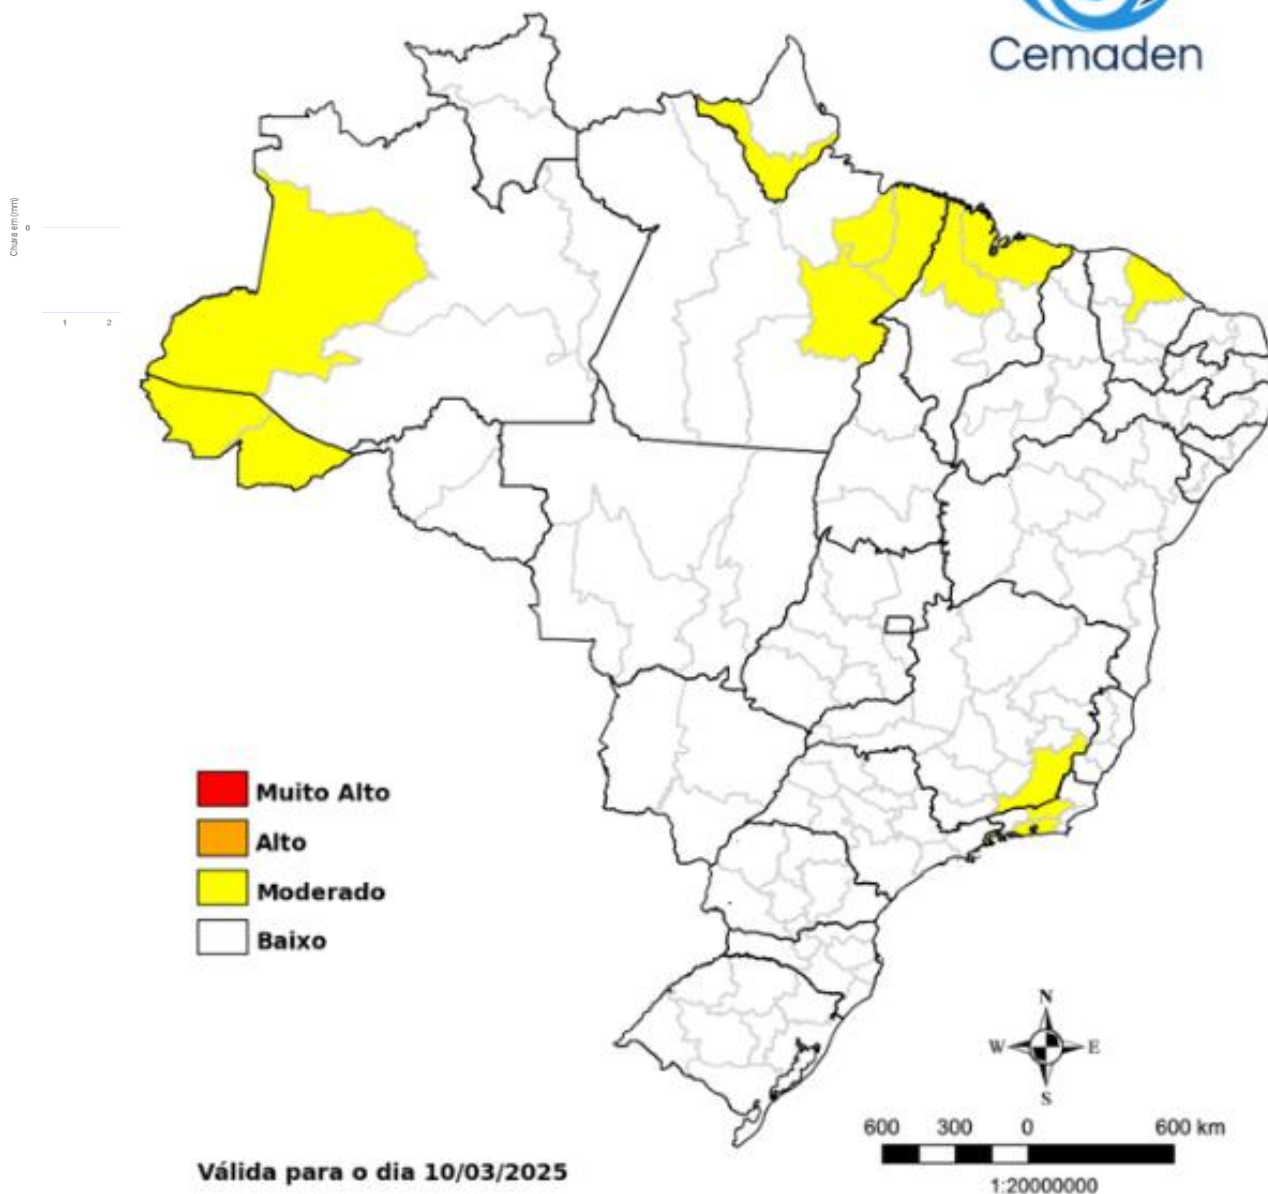 Cemaden
Chuva em (mm)
0
1 2
Muito Alto
Alto
Moderado
Baixo
N
W E
S
600 300 0 600 km
1:20000000
Válida para o dia 10/03/2025